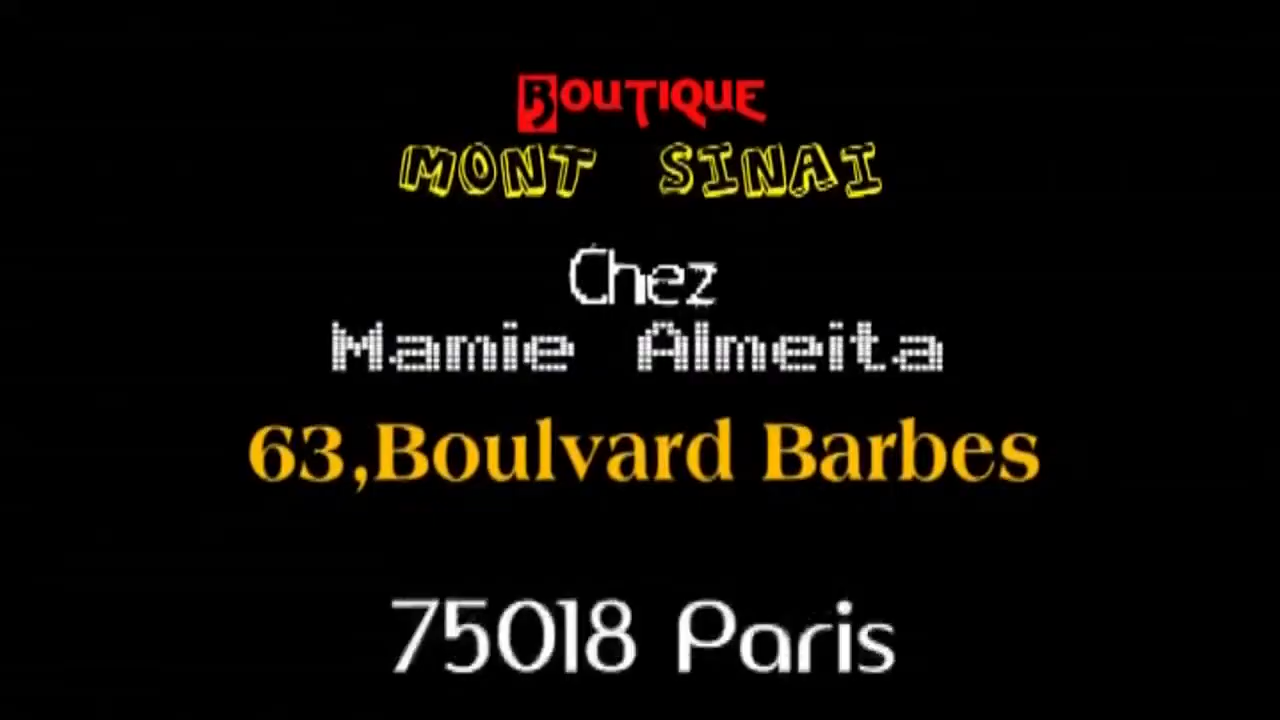 Boutique
MONT SINAI
Chez
Mamie Almeita
63,Boulvard Barbes
75018 Paris